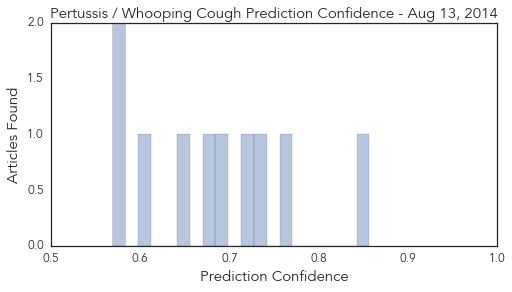 Pertussis / Whooping Cough Prediction Confidence - Aug 13, 2014
2.0
1.5
1.0
0.5
0.0
Articles Found
0.5 0.6 0.7 0.8 0.9 1.0
Prediction Confidence